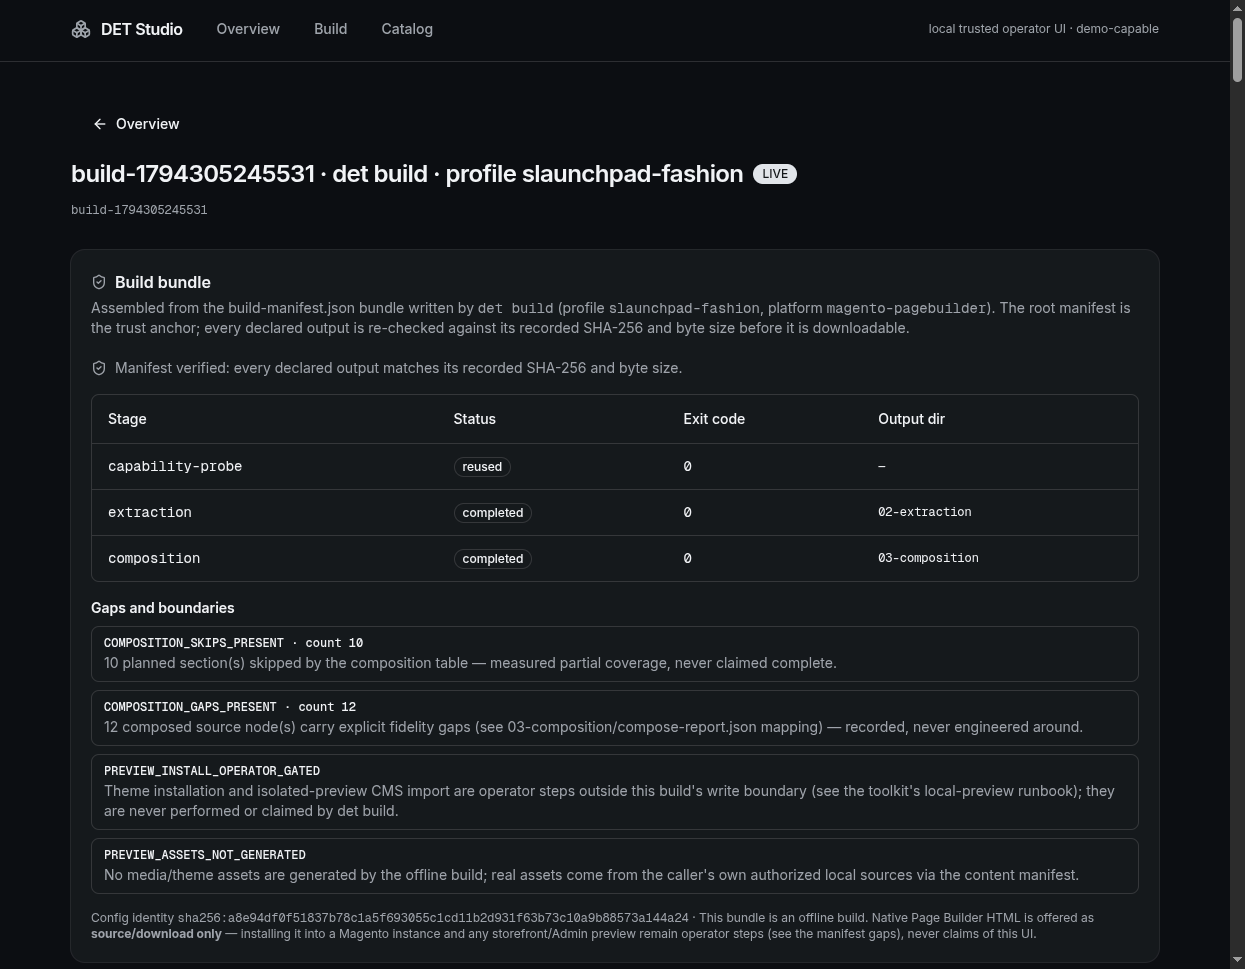 DET Studio Overview Build Catalog local trusted operator UI · demo-capable
← Overview
build-1794305245531 · det build · profile slaunchpad-fashion LIVE
build-1794305245531
Build bundle
Assembled from the build-manifest.json bundle written by det build (profile slaunchpad-fashion, platform magento-pagebuilder). The root manifest is
the trust anchor; every declared output is re-checked against its recorded SHA-256 and byte size before it is downloadable.
Manifest verified: every declared output matches its recorded SHA-256 and byte size.
Stage Status Exit code Output dir
capability-probe reused 0 —
extraction completed 0 02-extraction
composition completed 0 03-composition
Gaps and boundaries
COMPOSITION_SKIPS_PRESENT · count 10
10 planned section(s) skipped by the composition table — measured partial coverage, never claimed complete.
COMPOSITION_GAPS_PRESENT · count 12
12 composed source node(s) carry explicit fidelity gaps (see 03-composition/compose-report.json mapping) — recorded, never engineered around.
PREVIEW_INSTALL_OPERATOR_GATED
Theme installation and isolated-preview CMS import are operator steps outside this build's write boundary (see the toolkit's local-preview runbook); they
are never performed or claimed by det build.
PREVIEW_ASSETS_NOT_GENERATED
No media/theme assets are generated by the offline build; real assets come from the caller's own authorized local sources via the content manifest.
Config identity sha256:a8e94df0f51837b78c1a5f693055c1cd11b2d931f63b73c10a9b88573a144a24 · This bundle is an offline build. Native Page Builder HTML is offered as
source/download only — installing it into a Magento instance and any storefront/Admin preview remain operator steps (see the manifest gaps), never claims of this UI.